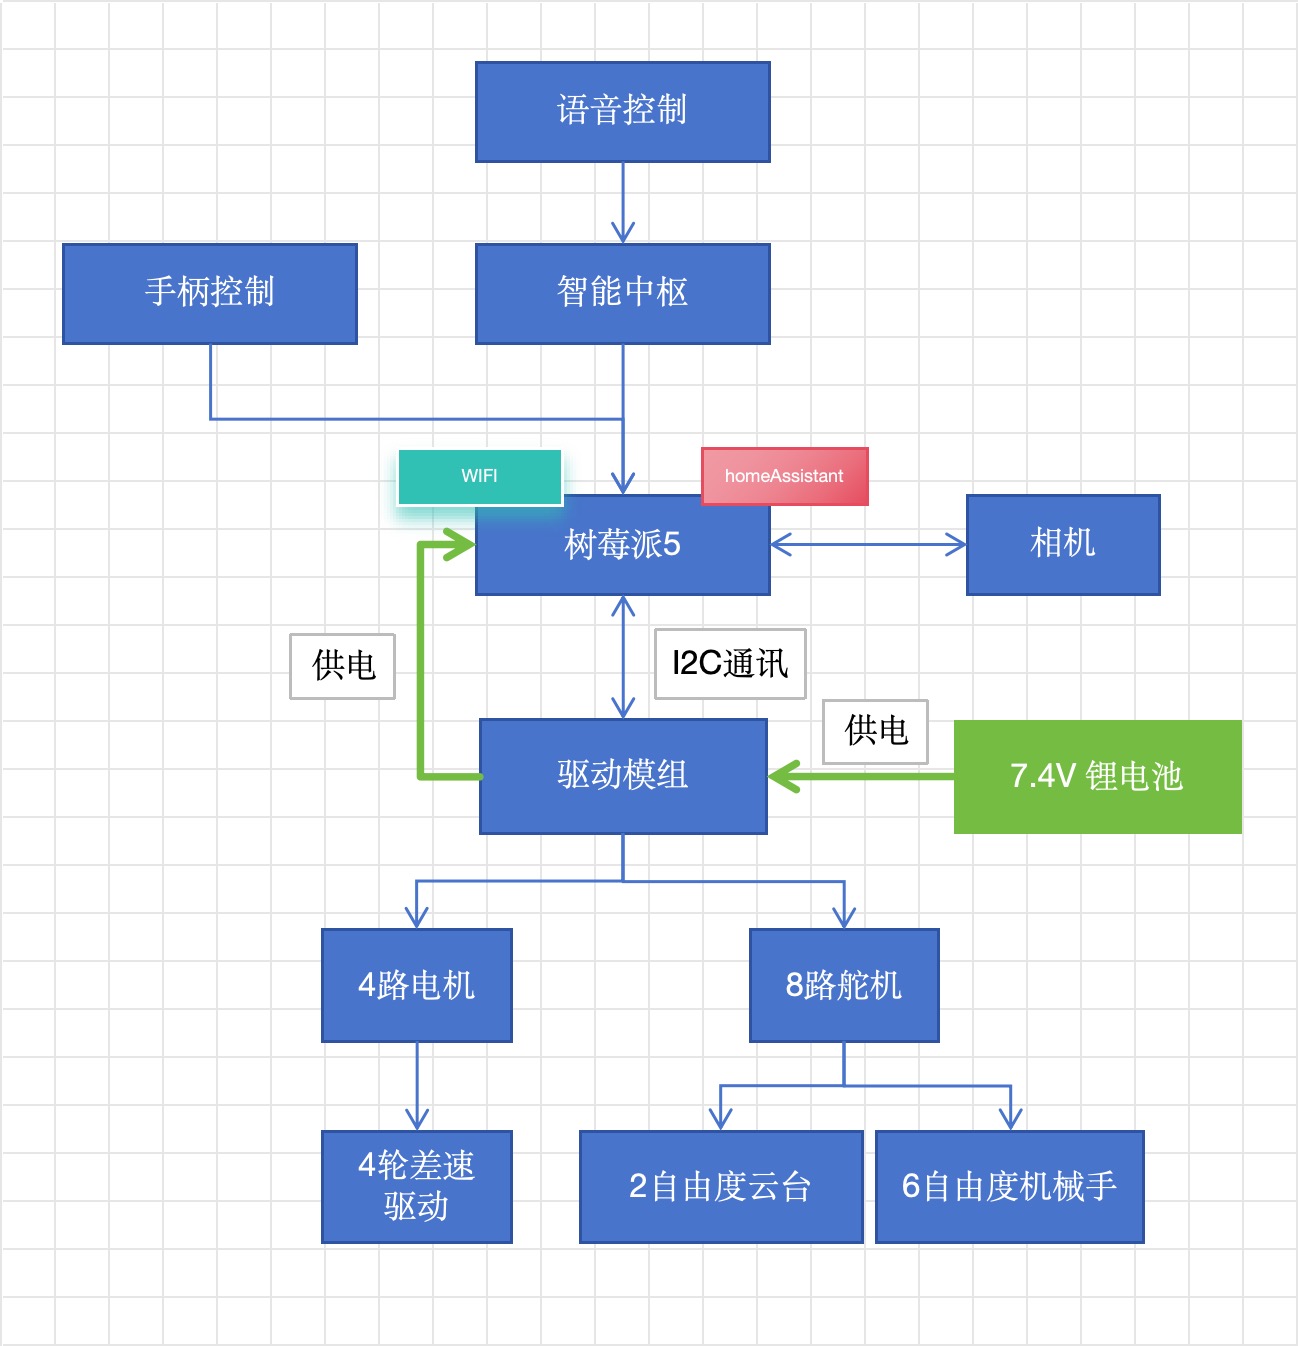 语音控制
手柄控制
智能中枢
WIFI
homeAssistant
树莓派5
相机
供电
I2C通讯
供电
驱动模组
7.4V 锂电池
4路电机
8路舵机
4轮差速
驱动
2自由度云台
6自由度机械手